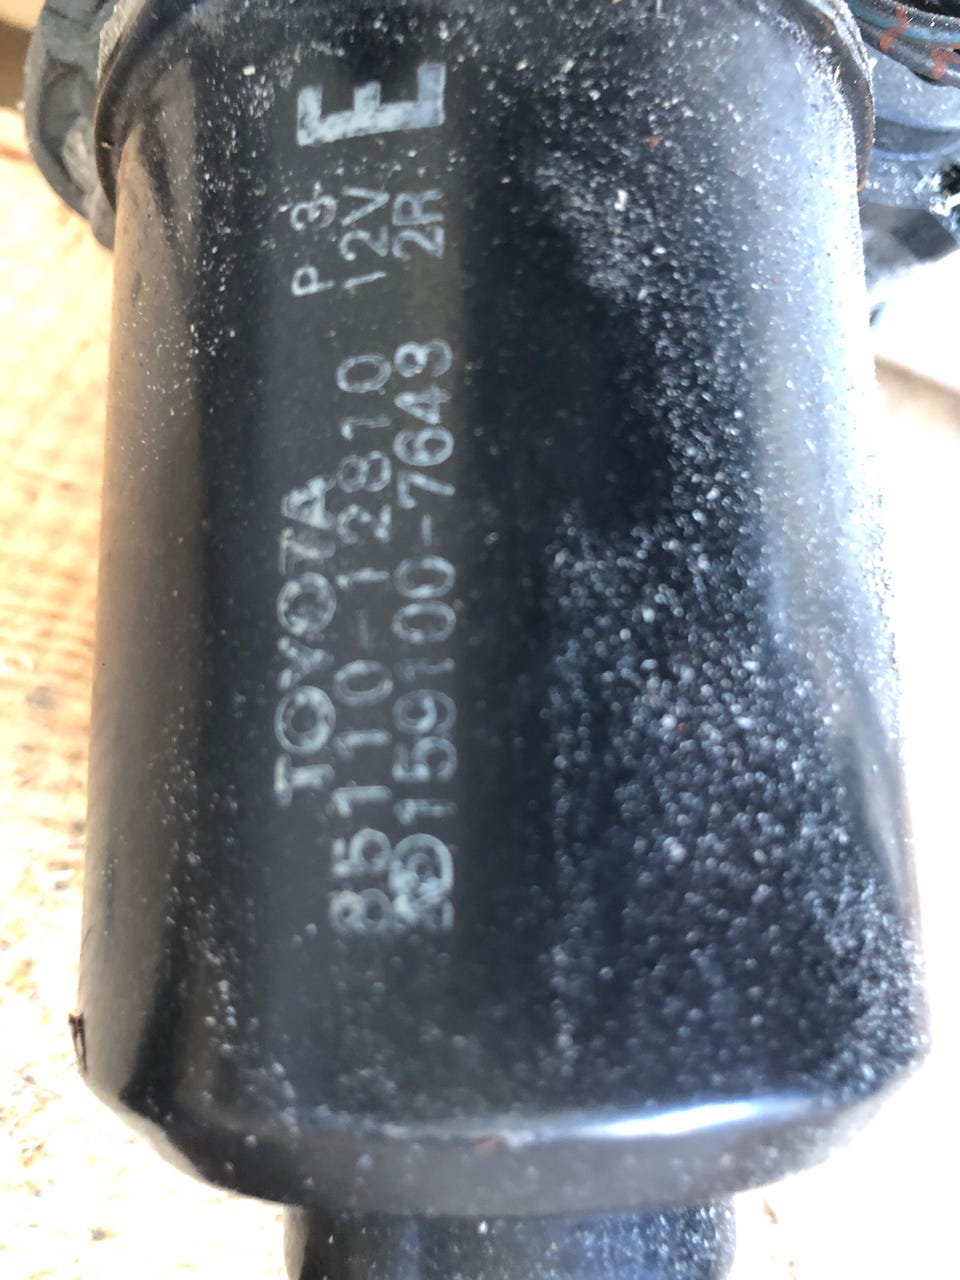 TOYOTA P 3
85110-12810 12V
159100-7643 2R
E